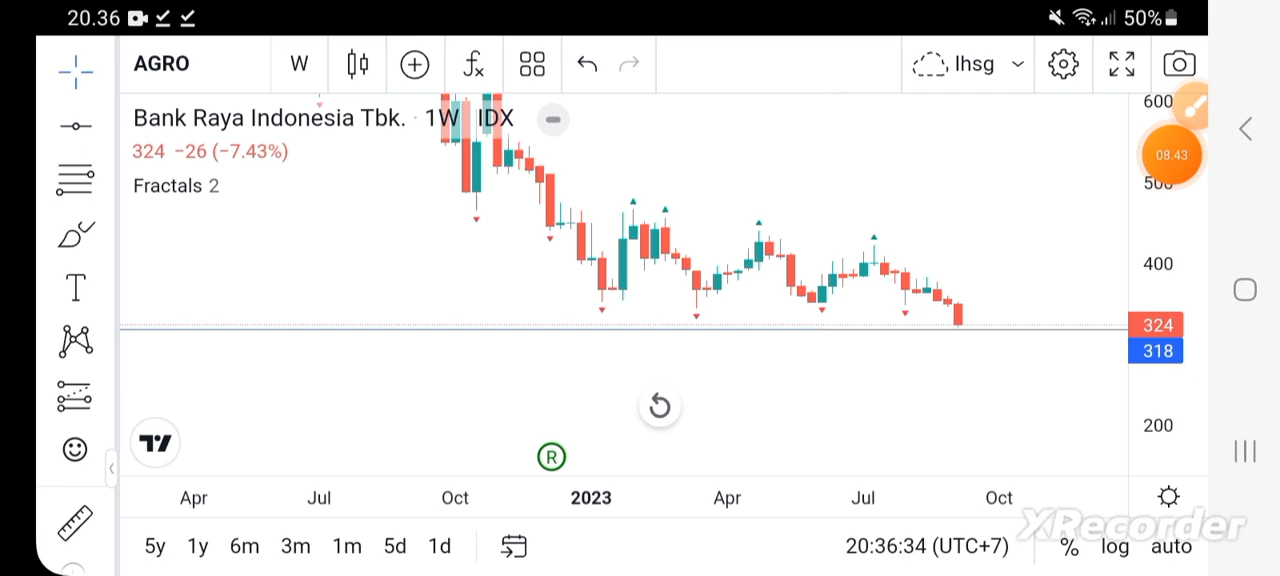 20.36 50%
AGRO W Ihsg
Bank Raya Indonesia Tbk. · 1W IDX
324 −26 (−7.43%)
Fractals 2
600
08.43
500
400
324
318
200
R
Apr Jul Oct 2023 Apr Jul Oct
XRecorder
5y 1y 6m 3m 1m 5d 1d 20:36:34 (UTC+7) % log auto